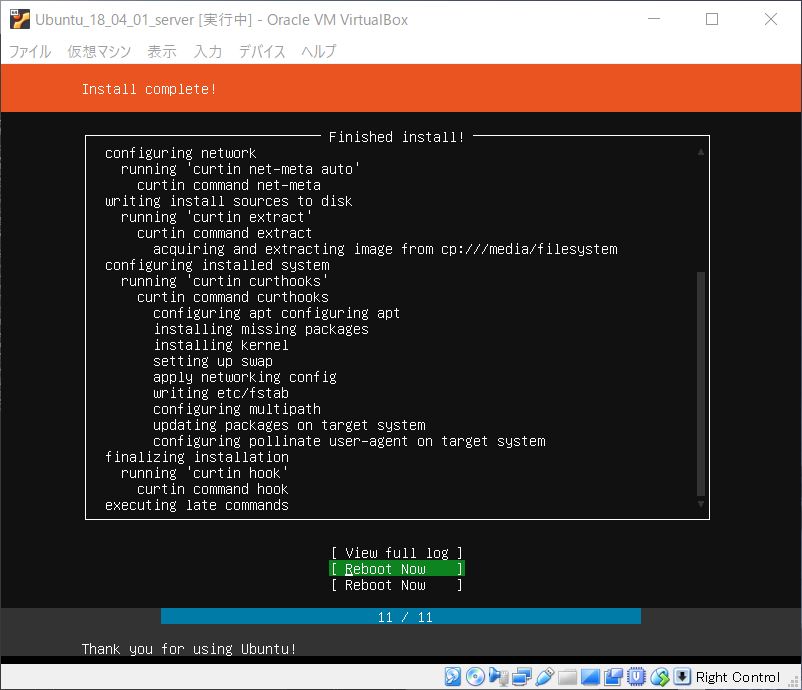 Ubuntu_18_04_01_server [実行中] - Oracle VM VirtualBox
ファイル 仮想マシン 表示 入力 デバイス ヘルプ
Install complete!
Finished install!
configuring network
running 'curtin net-meta auto'
curtin command net-meta
writing install sources to disk
running 'curtin extract'
curtin command extract
acquiring and extracting image from cp:///media/filesystem
configuring installed system
running 'curtin curthooks'
curtin command curthooks
configuring apt configuring apt
installing missing packages
installing kernel
setting up swap
apply networking config
writing etc/fstab
configuring multipath
updating packages on target system
configuring pollinate user-agent on target system
finalizing installation
running 'curtin hook'
curtin command hook
executing late commands
[ View full log ]
[ Reboot Now ]
[ Reboot Now ]
11 / 11
Thank you for using Ubuntu!
Right Control